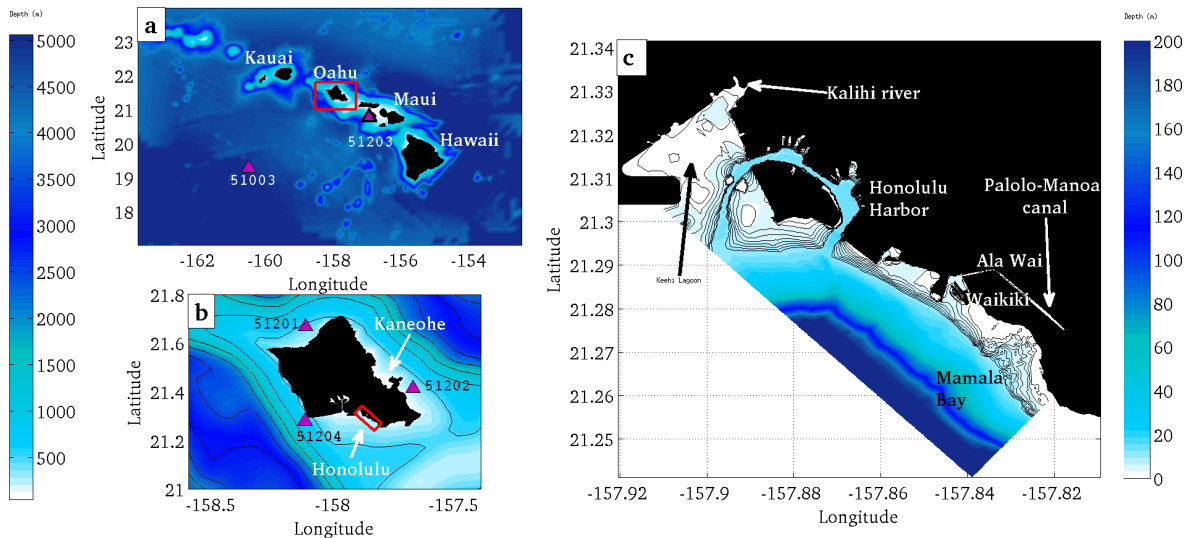 Depth (m)
5000
4500
4000
3500
3000
2500
2000
1500
1000
500
a
Latitude
23
22
21
20
19
18
Kauai
Oahu
Maui
Hawaii
51203
51003
-162
-160
-158
-156
-154
Longitude
b
Latitude
21.8
21.6
21.4
21.2
21
51201
Kaneohe
51202
51204
Honolulu
-158.5
-158
-157.5
Longitude
c
Latitude
21.34
21.33
21.32
21.31
21.3
21.29
21.28
21.27
21.26
21.25
Kalihi river
Honolulu
Harbor
Palolo-Manoa
canal
Keehi Lagoon
Ala Wai
Waikiki
Mamala
Bay
-157.92
-157.9
-157.88
-157.86
-157.84
-157.82
Longitude
Depth (m)
200
180
160
140
120
100
80
60
40
20
0